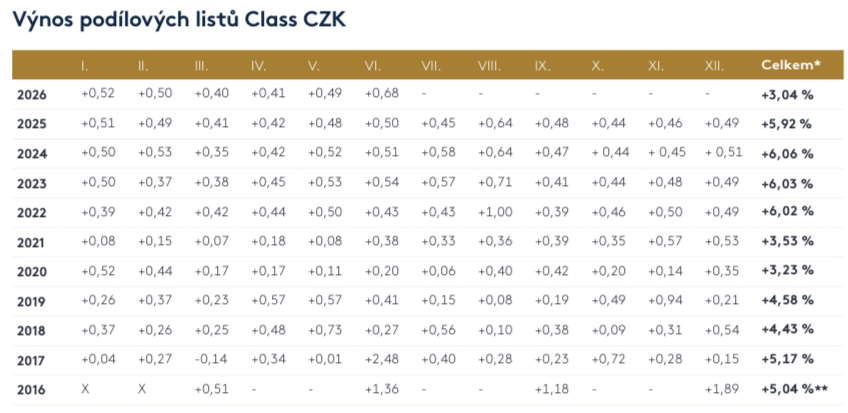 Výnos podílových listů Class CZK
I. II. III. IV. V. VI. VII. VIII. IX. X. XI. XII. Celkem*
2026 +0,52 +0,50 +0,40 +0,41 +0,49 +0,68 - - - - - - +3,04 %
2025 +0,51 +0,49 +0,41 +0,42 +0,48 +0,50 +0,45 +0,64 +0,48 +0,44 +0,46 +0,49 +5,92 %
2024 +0,50 +0,53 +0,35 +0,42 +0,52 +0,51 +0,58 +0,64 +0,47 + 0,44 + 0,45 + 0,51 +6,06 %
2023 +0,50 +0,37 +0,38 +0,45 +0,53 +0,54 +0,57 +0,71 +0,41 +0,44 +0,48 +0,49 +6,03 %
2022 +0,39 +0,42 +0,42 +0,44 +0,50 +0,43 +0,43 +1,00 +0,39 +0,46 +0,50 +0,49 +6,02 %
2021 +0,08 +0,15 +0,07 +0,18 +0,08 +0,38 +0,33 +0,36 +0,39 +0,35 +0,57 +0,53 +3,53 %
2020 +0,52 +0,44 +0,17 +0,17 +0,11 +0,20 +0,06 +0,40 +0,42 +0,20 +0,14 +0,35 +3,23 %
2019 +0,26 +0,37 +0,23 +0,57 +0,57 +0,41 +0,15 +0,08 +0,19 +0,49 +0,94 +0,21 +4,58 %
2018 +0,37 +0,26 +0,25 +0,48 +0,73 +0,27 +0,56 +0,10 +0,38 +0,09 +0,31 +0,54 +4,43 %
2017 +0,04 +0,27 -0,14 +0,34 +0,01 +2,48 +0,40 +0,28 +0,23 +0,72 +0,28 +0,15 +5,17 %
2016 X X +0,51 - - +1,36 - - +1,18 - - +1,89 +5,04 %**